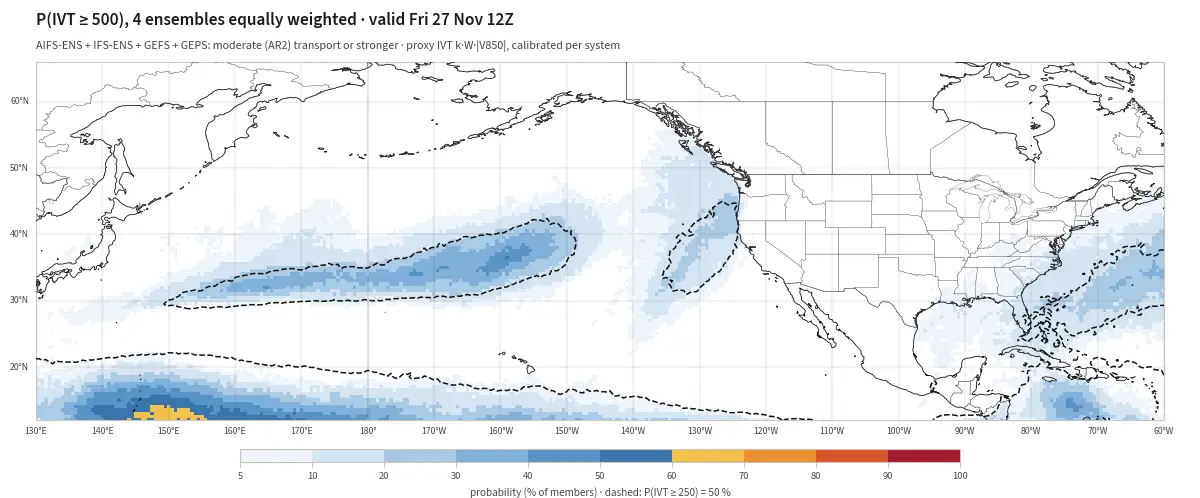 P(IVT ≥ 500), 4 ensembles equally weighted · valid Fri 27 Nov 12Z
AIFS-ENS + IFS-ENS + GEFS + GEPS: moderate (AR2) transport or stronger · proxy IVT k·W·|V850|, calibrated per system
60°N
50°N
40°N
30°N
20°N
130°E 140°E 150°E 160°E 170°E 180° 170°W 160°W 150°W 140°W 130°W 120°W 110°W 100°W 90°W 80°W 70°W 60°W
5 10 20 30 40 50 60 70 80 90 100
probability (% of members) · dashed: P(IVT ≥ 250) = 50 %